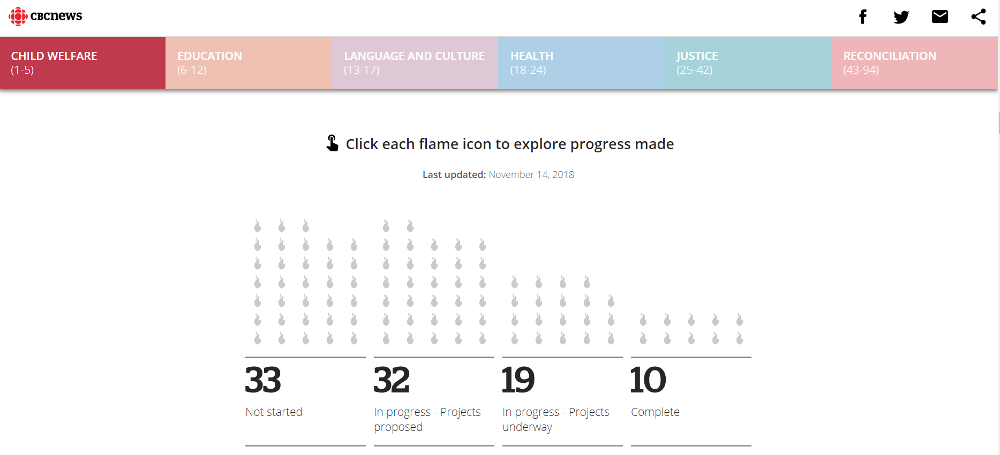 CBCNEWS
CHILD WELFARE
(1-5)
EDUCATION
(6-12)
LANGUAGE AND CULTURE
(13-17)
HEALTH
(18-24)
JUSTICE
(25-42)
RECONCILIATION
(43-94)
Click each flame icon to explore progress made
Last updated: November 14, 2018
33
Not started
32
In progress - Projects
proposed
19
In progress - Projects
underway
10
Complete